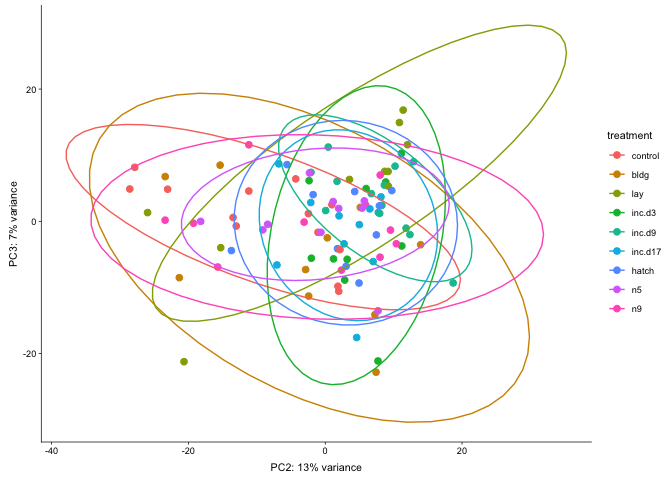 20
0
-20
-40
-20
0
20
PC3: 7% variance
PC2: 13% variance
treatment
control
bldg
lay
inc.d3
inc.d9
inc.d17
hatch
n5
n9